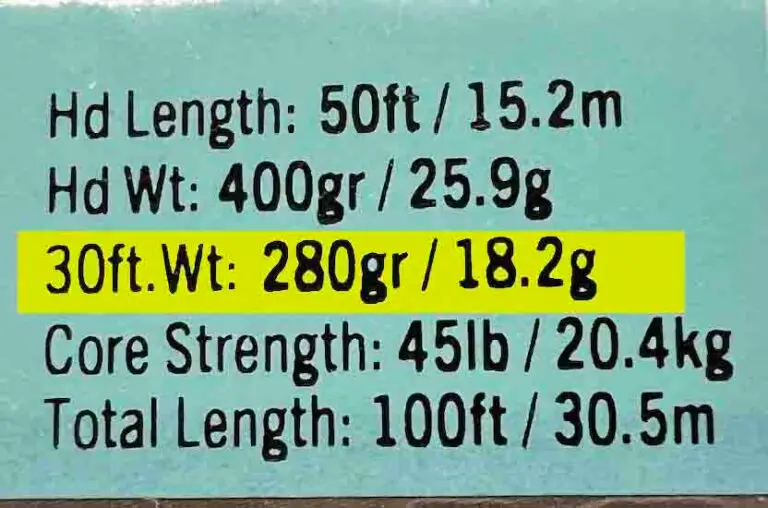 Hd Length: 50ft / 15.2m
Hd Wt: 400gr / 25.9g
30ft.Wt: 280gr / 18.2g
Core Strength: 45lb / 20.4kg
Total Length: 100ft / 30.5m